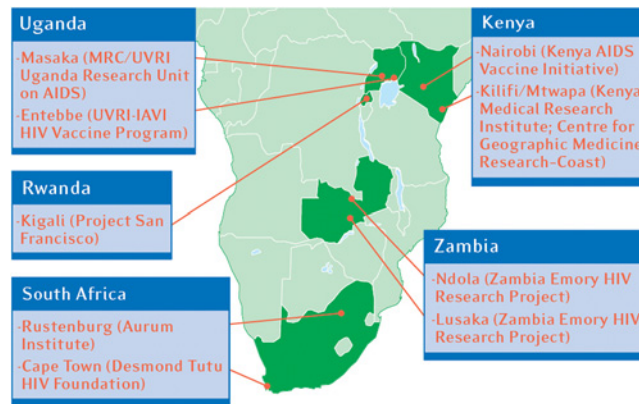 Uganda
-Masaka (MRC/UVRI
Uganda Research Unit
on AIDS)
-Entebbe (UVRI-IAVI
HIV Vaccine Program)
Rwanda
-Kigali (Project San
Francisco)
South Africa
-Rustenburg (Aurum
Institute)
-Cape Town (Desmond Tutu
HIV Foundation)
Kenya
-Nairobi (Kenya AIDS
Vaccine Initiative)
-Kilifi/Mtwapa (Kenya
Medical Research
Institute; Centre for
Geographic Medicine
Research-Coast)
Zambia
-Ndola (Zambia Emory HIV
Research Project)
-Lusaka (Zambia Emory HIV
Research Project)